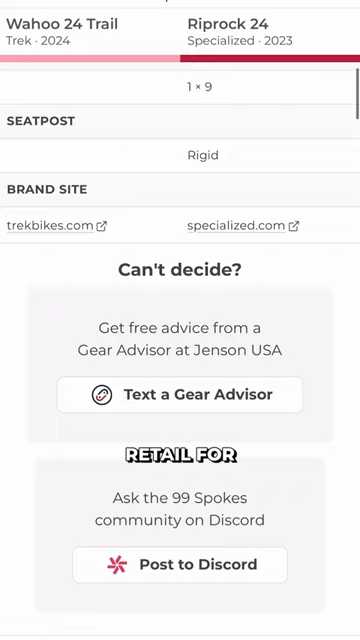 Wahoo 24 Trail
Riprock 24
Trek · 2024
Specialized · 2023
1 × 9
SEATPOST
Rigid
BRAND SITE
trekbikes.com
specialized.com
Can't decide?
Get free advice from a
Gear Advisor at Jenson USA
Text a Gear Advisor
RETAIL FOR
Ask the 99 Spokes
community on Discord
Post to Discord